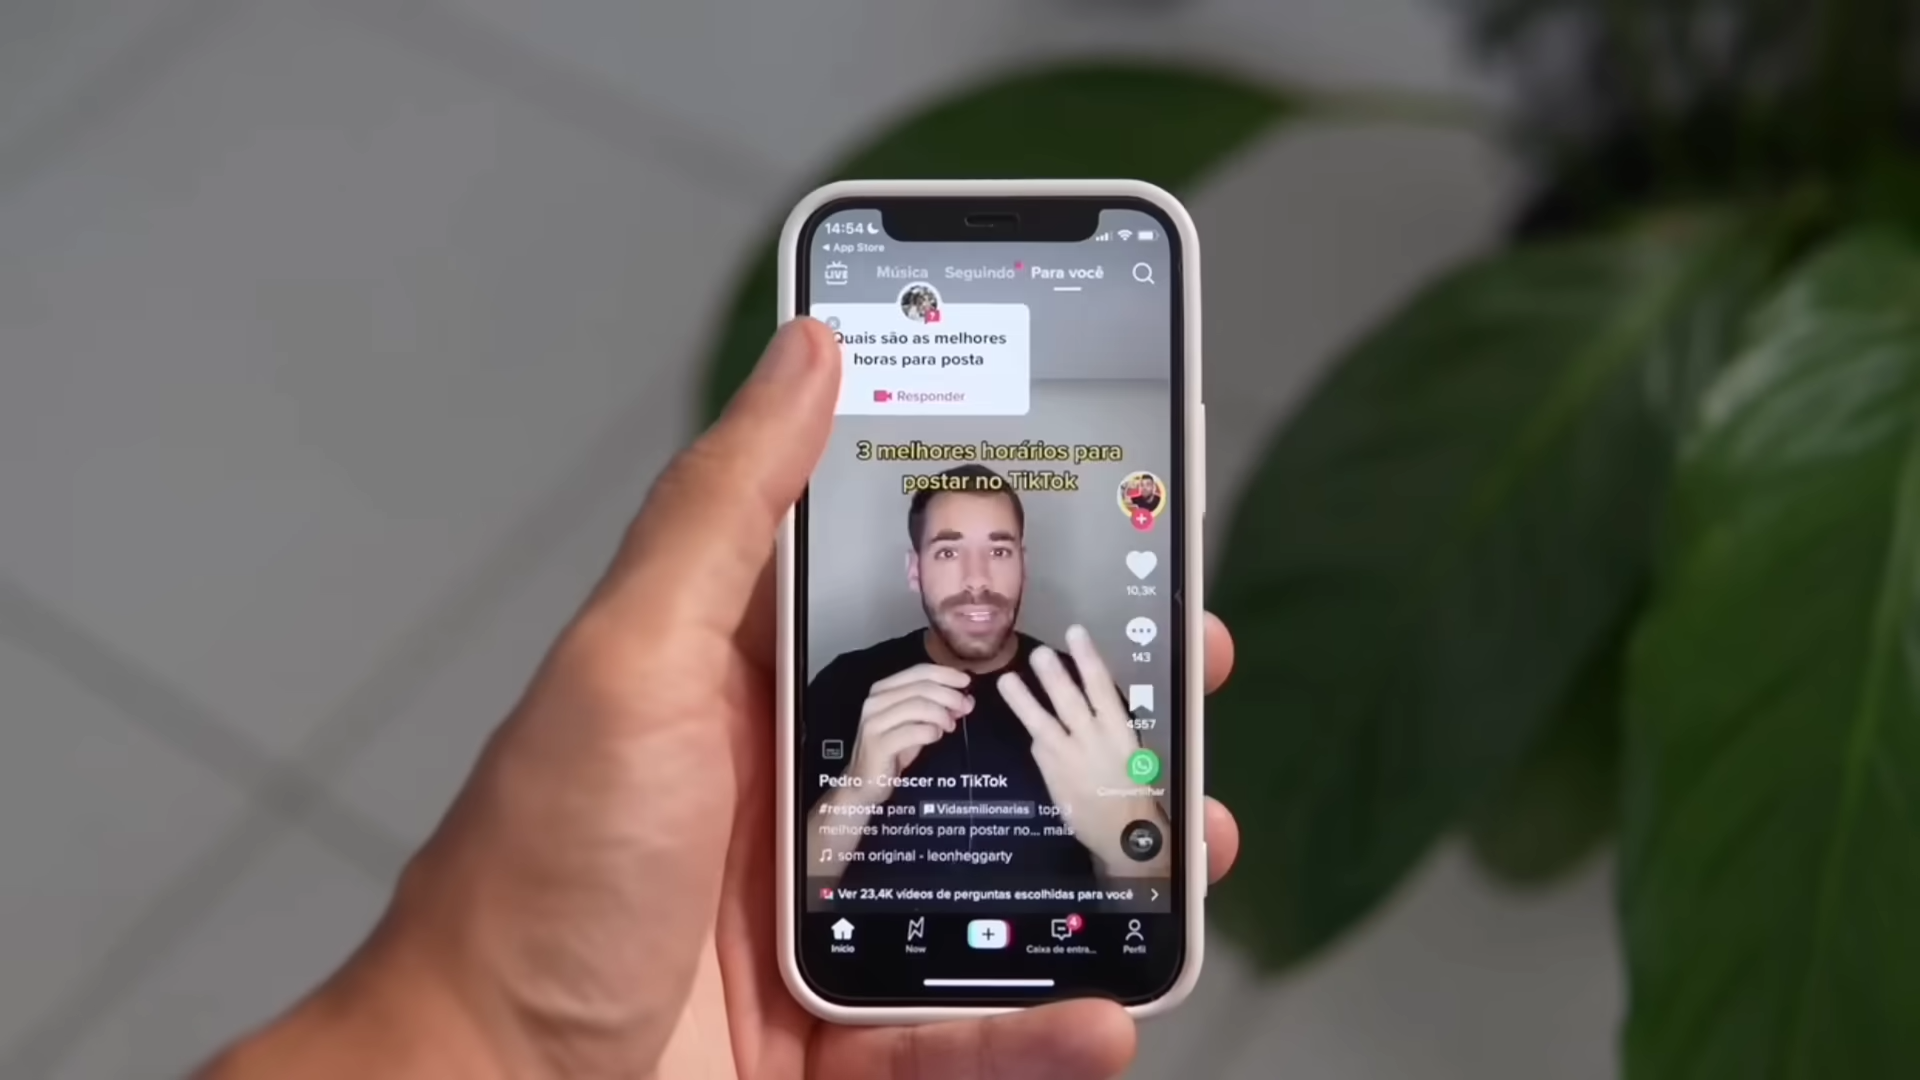 14:54
◀ App Store
LIVE
Música
Seguindo
Para você
?
Quais são as melhores
horas para posta
Responder
3 melhores horários para
postar no TikTok
10,3K
143
4557
Compartilhar
Pedro - Crescer no TikTok
#resposta para Vidasmilionarias top 3
melhores horários para postar no... mais
som original - leonheggarty
Ver 23,4K vídeos de perguntas escolhidas para você
4
Início
Now
Caixa de entra...
Perfil